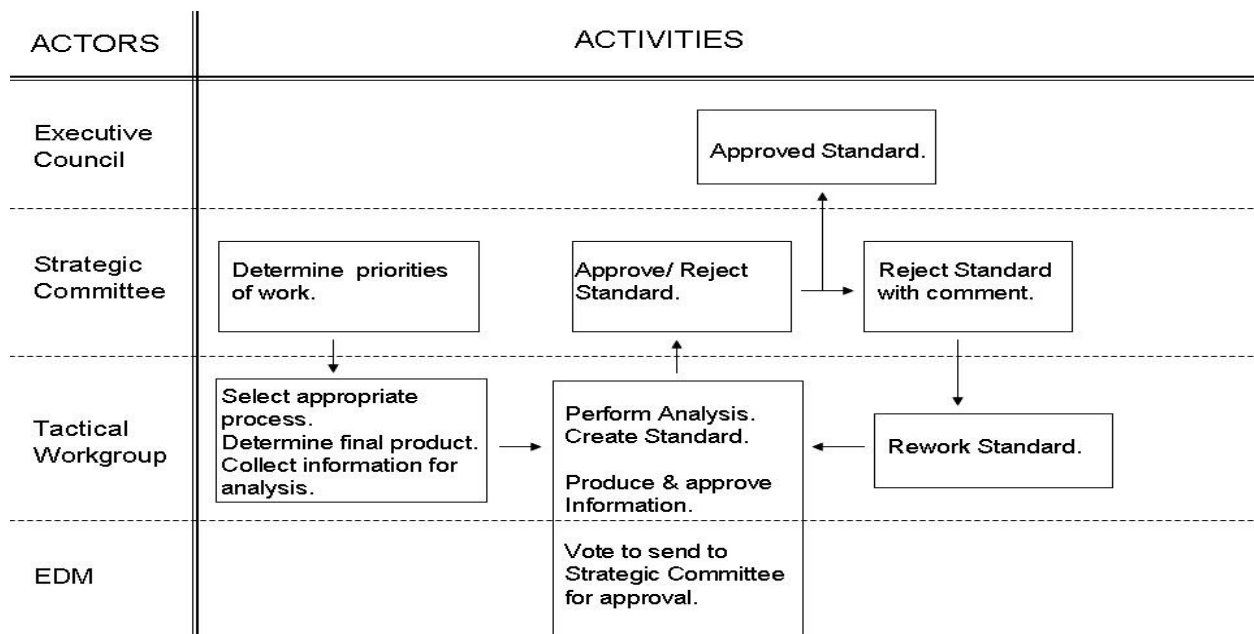 ACTORS
ACTIVITIES
Executive
Council
Approved Standard.
Strategic
Committee
Determine priorities
of work.
Approve/ Reject
Standard.
Reject Standard
with comment.
Tactical
Workgroup
Select appropriate
process.
Determine final product.
Collect information for
analysis.
Perform Analysis.
Create Standard.
Produce & approve
Information.
Rework Standard.
EDM
Vote to send to
Strategic Committee
for approval.